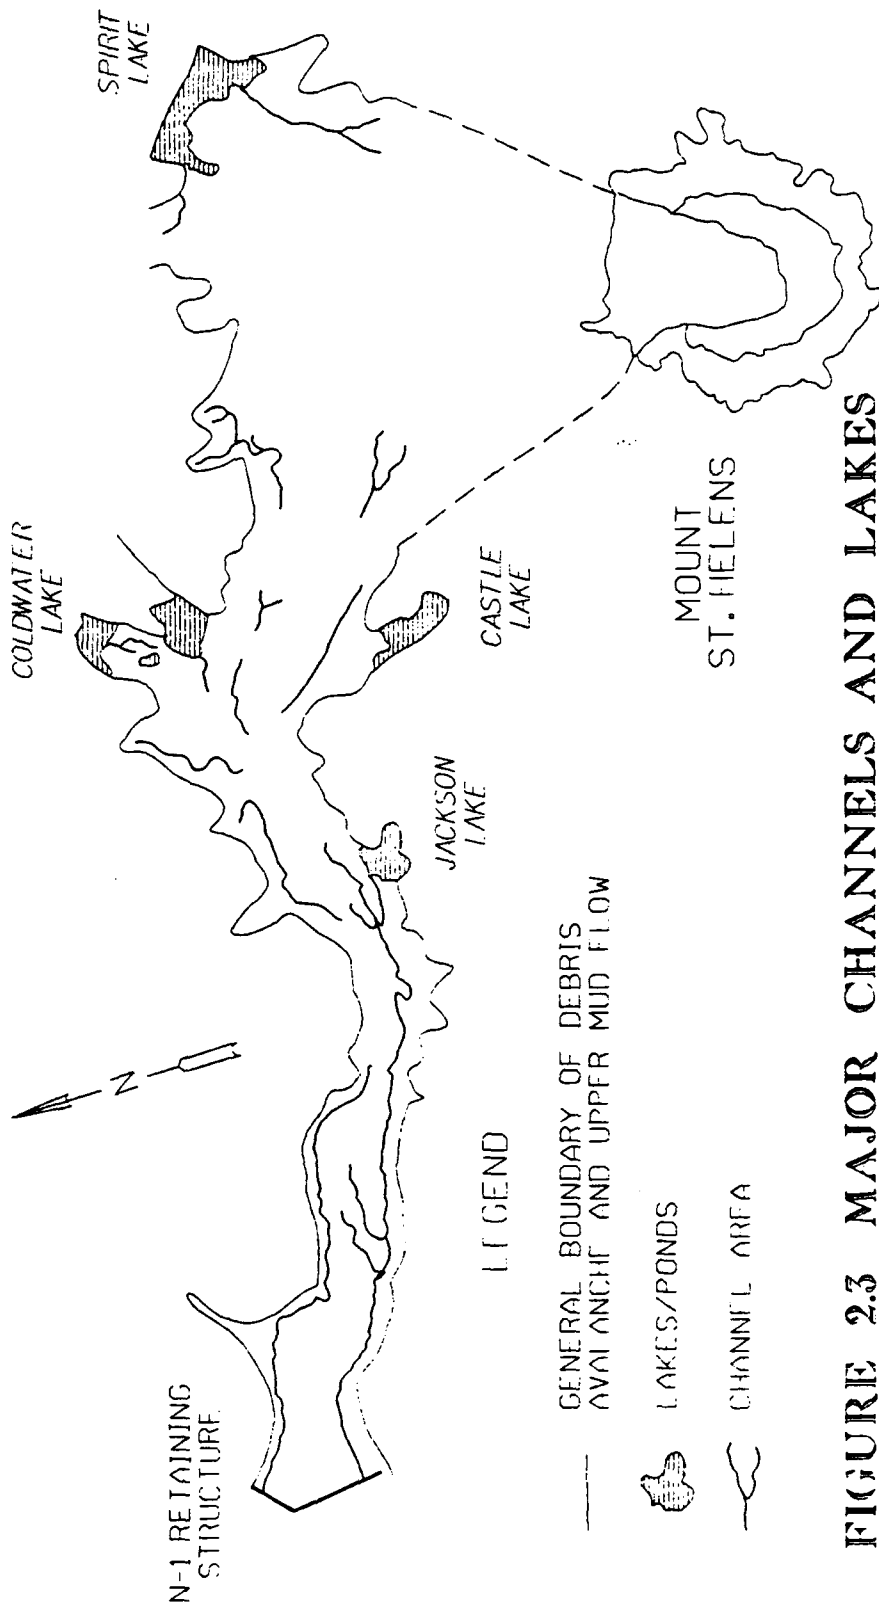 SPIRIT
LAKE
COLDWATER
LAKE
CASTLE
LAKE
JACKSON
LAKE
MOUNT
ST. HELENS
N
N-1 RETAINING
STRUCTURE
LEGEND
GENERAL BOUNDARY OF DEBRIS
AVALANCHE AND UPPER MUD FLOW
LAKES/PONDS
CHANNEL AREA
FIGURE 2.3 MAJOR CHANNELS AND LAKES